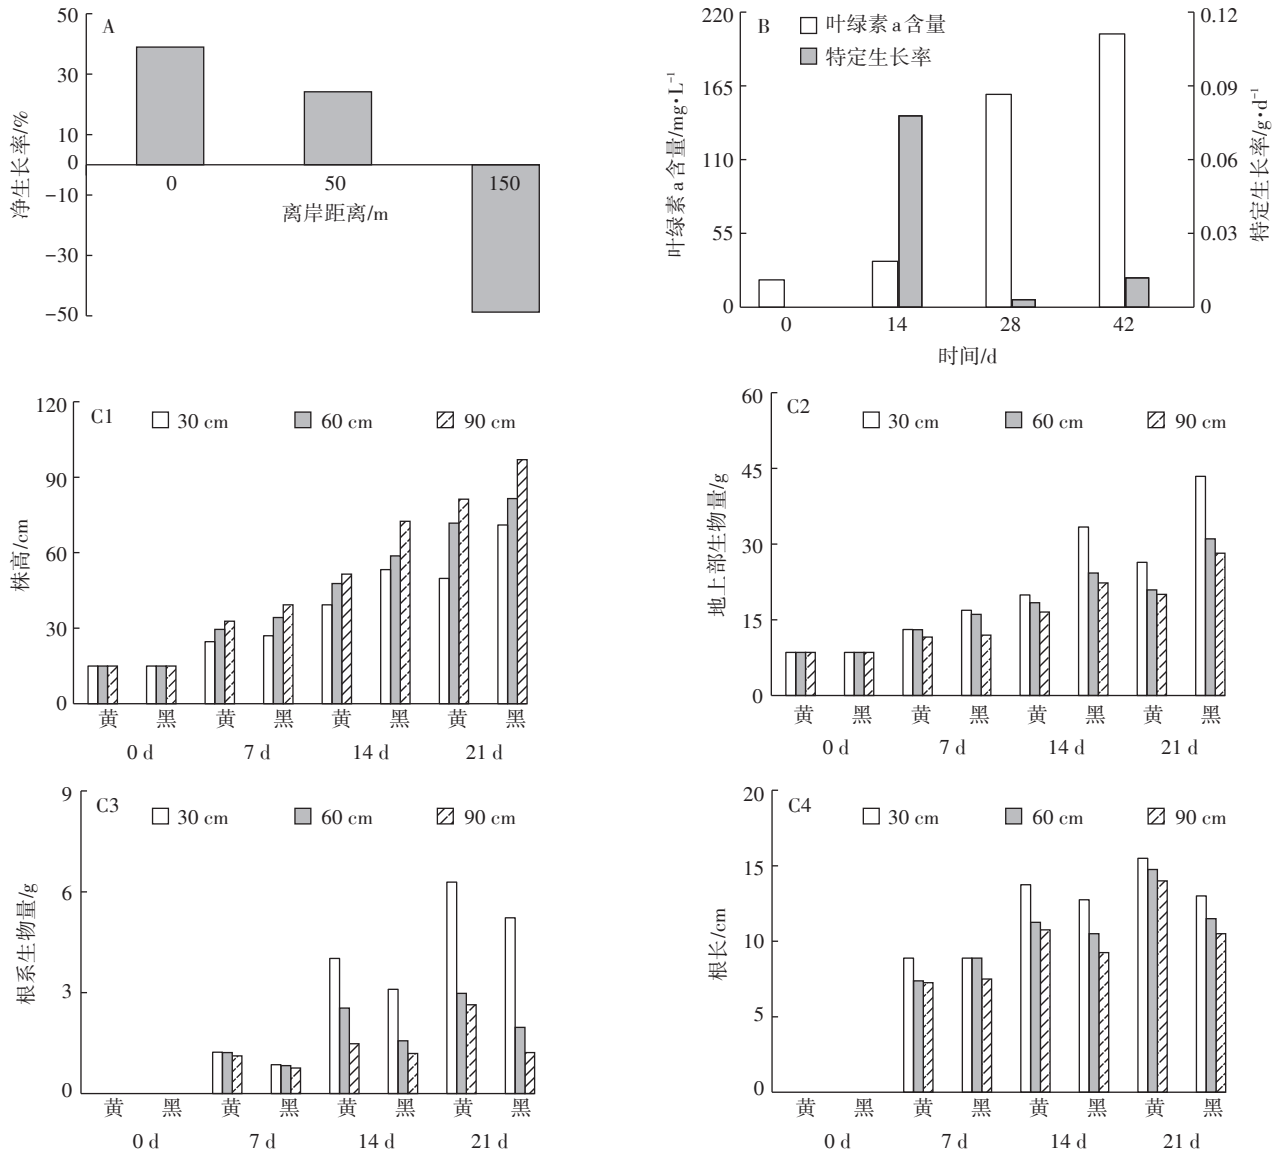 A
50
30
10
0
−10
−30
−50
净生长率/%
0
50
150
离岸距离/m
B
叶绿素 a 含量
特定生长率
220
165
110
55
0
叶绿素 a 含量/mg·L⁻¹
0.12
0.09
0.06
0.03
0
特定生长率/g·d⁻¹
0 14 28 42
时间/d
C1
30 cm 60 cm 90 cm
120
90
60
30
0
株高/cm
黄 黑 黄 黑 黄 黑 黄 黑
0 d 7 d 14 d 21 d
C2
30 cm 60 cm 90 cm
60
45
30
15
0
地上部生物量/g
黄 黑 黄 黑 黄 黑 黄 黑
0 d 7 d 14 d 21 d
C3
30 cm 60 cm 90 cm
9
6
3
0
根系生物量/g
黄 黑 黄 黑 黄 黑 黄 黑
0 d 7 d 14 d 21 d
C4
30 cm 60 cm 90 cm
20
15
10
5
0
根长/cm
黄 黑 黄 黑 黄 黑 黄 黑
0 d 7 d 14 d 21 d